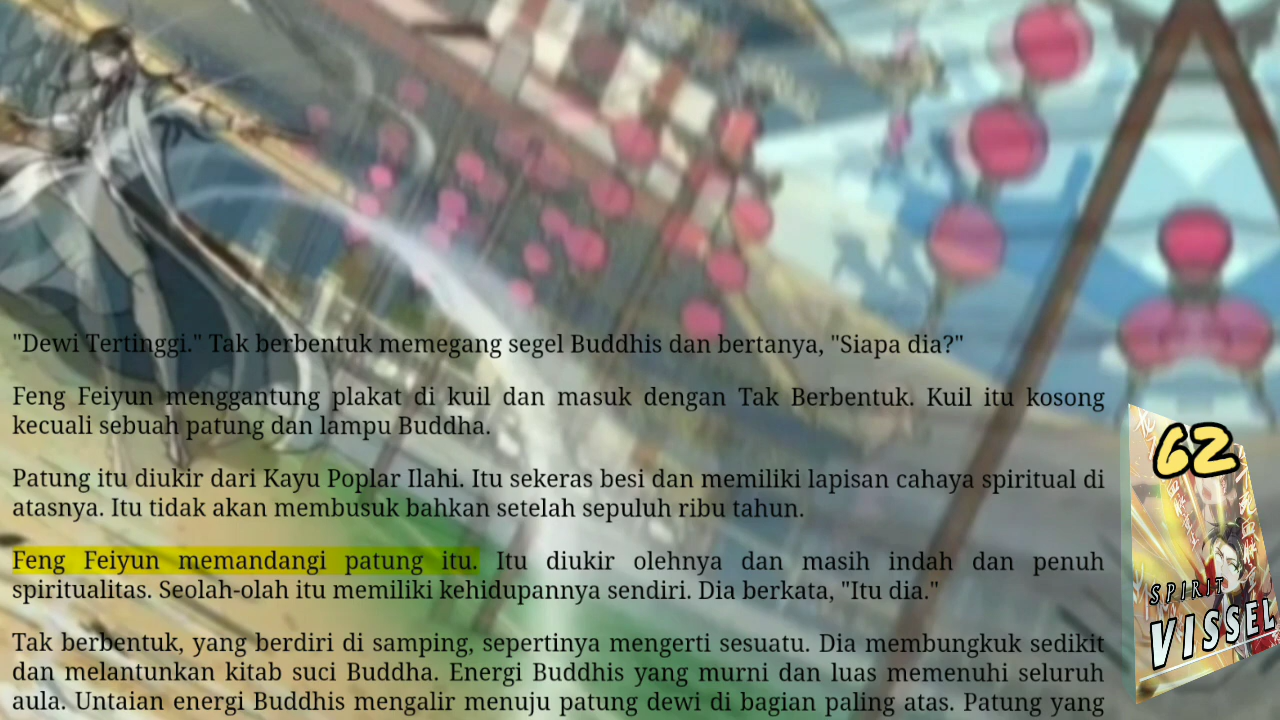 "Dewi Tertinggi." Tak berbentuk memegang segel Buddhis dan bertanya, "Siapa dia?"
Feng Feiyun menggantung plakat di kuil dan masuk dengan Tak Berbentuk. Kuil itu kosong
kecuali sebuah patung dan lampu Buddha.
Patung itu diukir dari Kayu Poplar Ilahi. Itu sekeras besi dan memiliki lapisan cahaya spiritual di
atasnya. Itu tidak akan membusuk bahkan setelah sepuluh ribu tahun.
Feng Feiyun memandangi patung itu. Itu diukir olehnya dan masih indah dan penuh
spiritualitas. Seolah-olah itu memiliki kehidupannya sendiri. Dia berkata, "Itu dia."
Tak berbentuk, yang berdiri di samping, sepertinya mengerti sesuatu. Dia membungkuk sedikit
dan melantunkan kitab suci Buddha. Energi Buddhis yang murni dan luas memenuhi seluruh
aula. Untaian energi Buddhis mengalir menuju patung dewi di bagian paling atas. Patung yang
62
SPIRIT
VISSEL